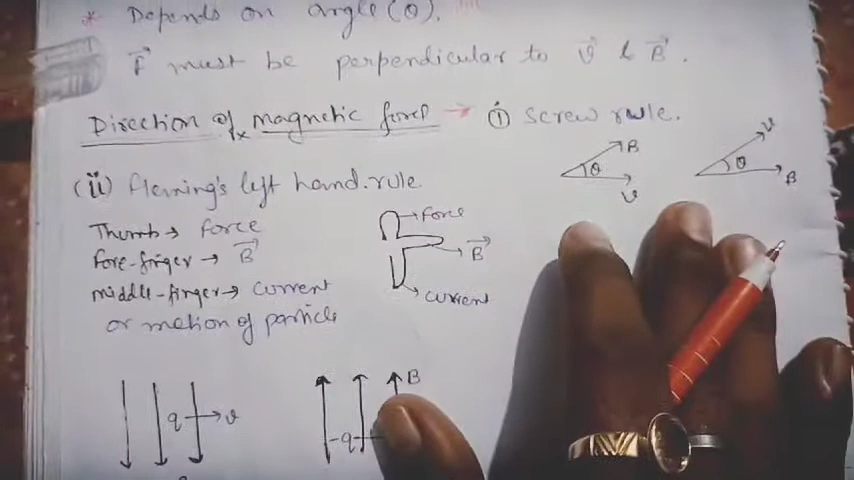 * Depends on angle (θ).
F⃗ must be perpendicular to v⃗ & B⃗.
Direction of magnetic force → (i) screw rule.
B
θ
v
v
θ
B
(ii) Fleming's left hand rule.
Thumb → force
fore-finger → B⃗
middle-finger → current
or motion of particle
force
B⃗
current
q v
B
-q